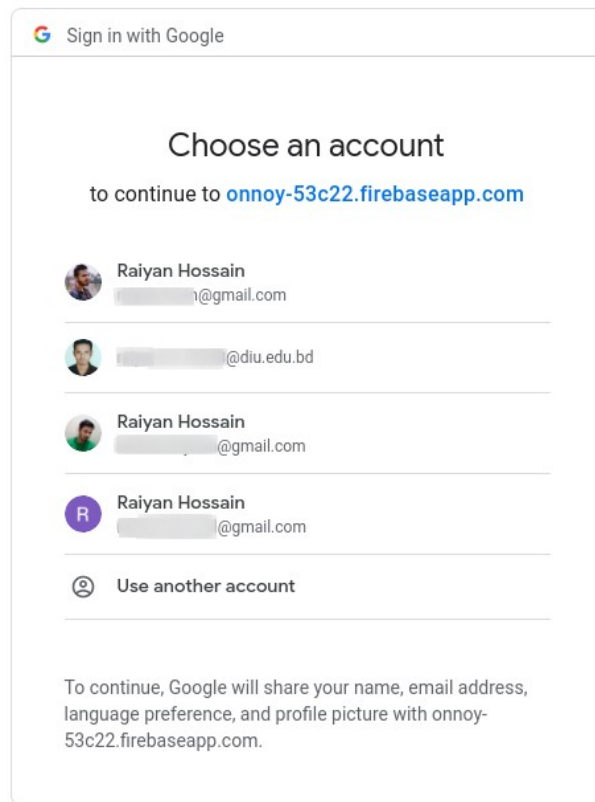 Sign in with Google
Choose an account
to continue to onnoy-53c22.firebaseapp.com
Raiyan Hossain
@gmail.com
@diu.edu.bd
Raiyan Hossain
@gmail.com
R
Raiyan Hossain
@gmail.com
Use another account
To continue, Google will share your name, email address,
language preference, and profile picture with onnoy-
53c22.firebaseapp.com.